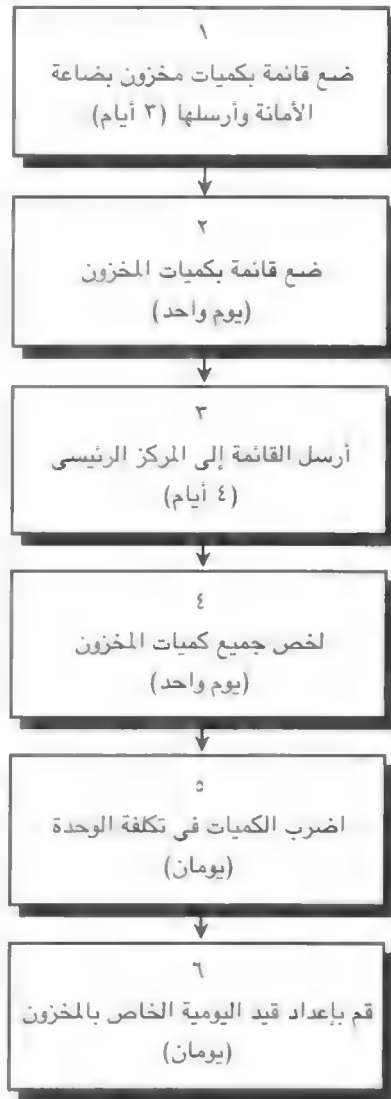 ١
ضع قائمة بكميات مخزون بضاعة
الأمانة وأرسلها (٣ أيام)
٢
ضع قائمة بكميات المخزون
(يوم واحد)
٣
أرسل القائمة إلى المركز الرئيسى
(٤ أيام)
٤
لخص جميع كميات المخزون
(يوم واحد)
٥
اضرب الكميات فى تكلفة الوحدة
(يومان)
٦
قم بإعداد قيد اليومية الخاص بالمخزون
(يومان)